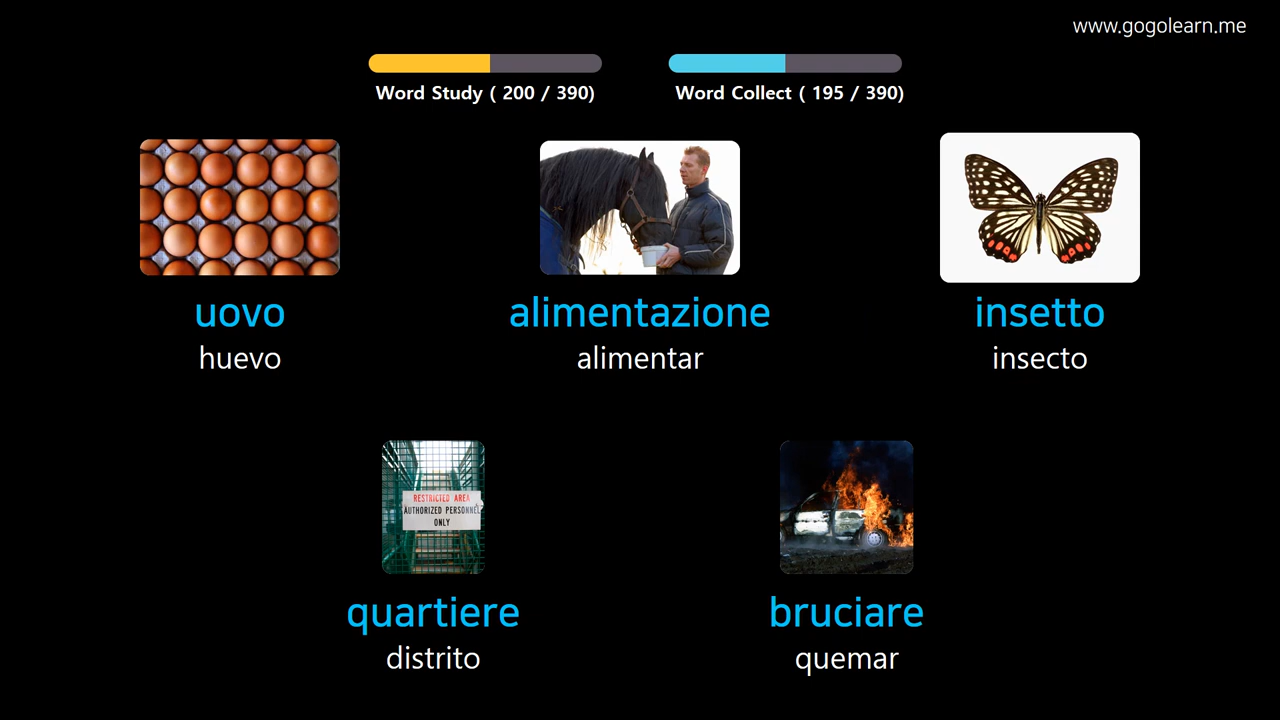 www.gogolearn.me
Word Study ( 200 / 390)
Word Collect ( 195 / 390)
uovo
huevo
alimentazione
alimentar
insetto
insecto
RESTRICTED AREA
AUTHORIZED PERSONNEL
ONLY
quartiere
distrito
bruciare
quemar